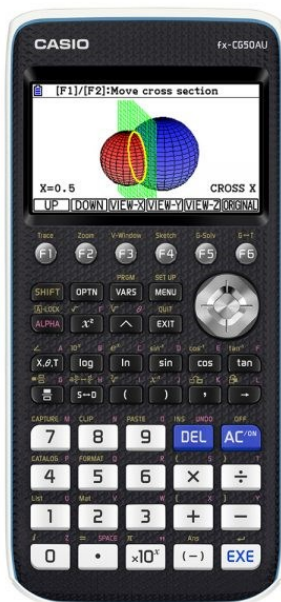 CASIO fx-CG50AU
[F1]/[F2]:Move cross section
X=0.5 CROSS X
UP DOWN VIEW-X VIEW-Y VIEW-Z ORIGINAL
Trace Zoom V-Window Sketch G-Solv G↔T
F1 F2 F3 F4 F5 F6
PRGM SET UP
SHIFT OPTN VARS MENU
A-LOCK QUIT
ALPHA x² ^ EXIT
X,θ,T log ln sin cos tan
S↔D ( ) , →
CAPTURE M CLIP N PASTE O INS UNDO OFF
7 8 9 DEL AC/ON
CATALOG P FORMAT Q R { S } T
4 5 6 × ÷
List U Mat V W [ X ] Y
1 2 3 + −
i Z = SPACE π Ans
0 . ×10ˣ (−) EXE